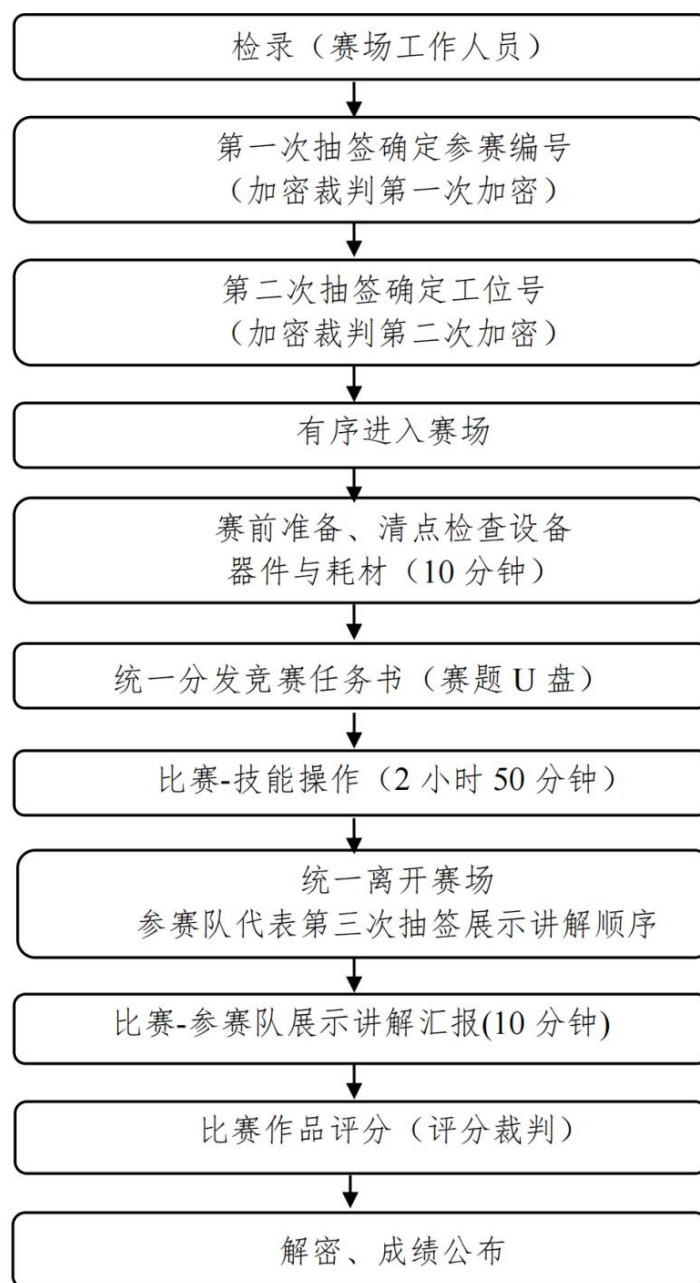 检录（赛场工作人员）
第一次抽签确定参赛编号
（加密裁判第一次加密）
第二次抽签确定工位号
（加密裁判第二次加密）
有序进入赛场
赛前准备、清点检查设备
器件与耗材（10 分钟）
统一分发竞赛任务书（赛题 U 盘）
比赛-技能操作（2 小时 50 分钟）
统一离开赛场
参赛队代表第三次抽签展示讲解顺序
比赛-参赛队展示讲解汇报(10 分钟)
比赛作品评分（评分裁判）
解密、成绩公布